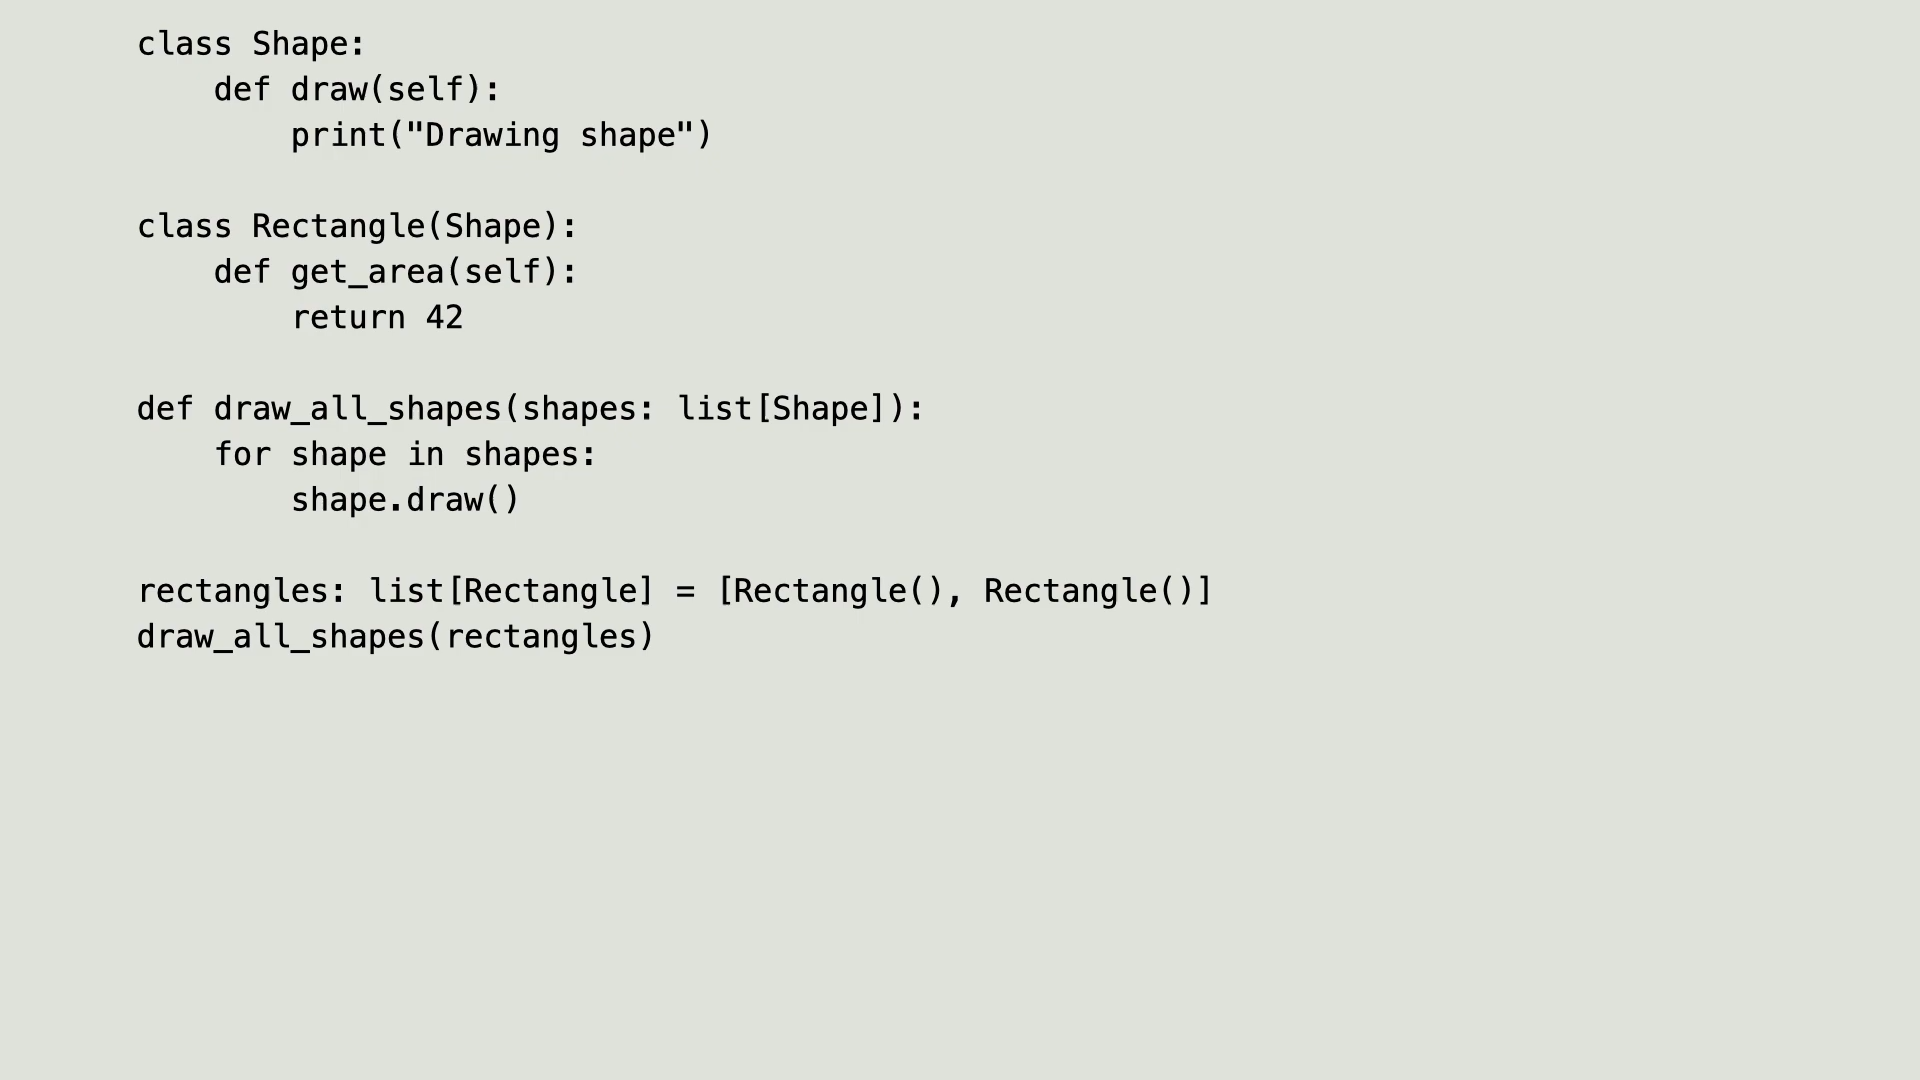 class Shape:
    def draw(self):
        print("Drawing shape")

class Rectangle(Shape):
    def get_area(self):
        return 42

def draw_all_shapes(shapes: list[Shape]):
    for shape in shapes:
        shape.draw()

rectangles: list[Rectangle] = [Rectangle(), Rectangle()]
draw_all_shapes(rectangles)